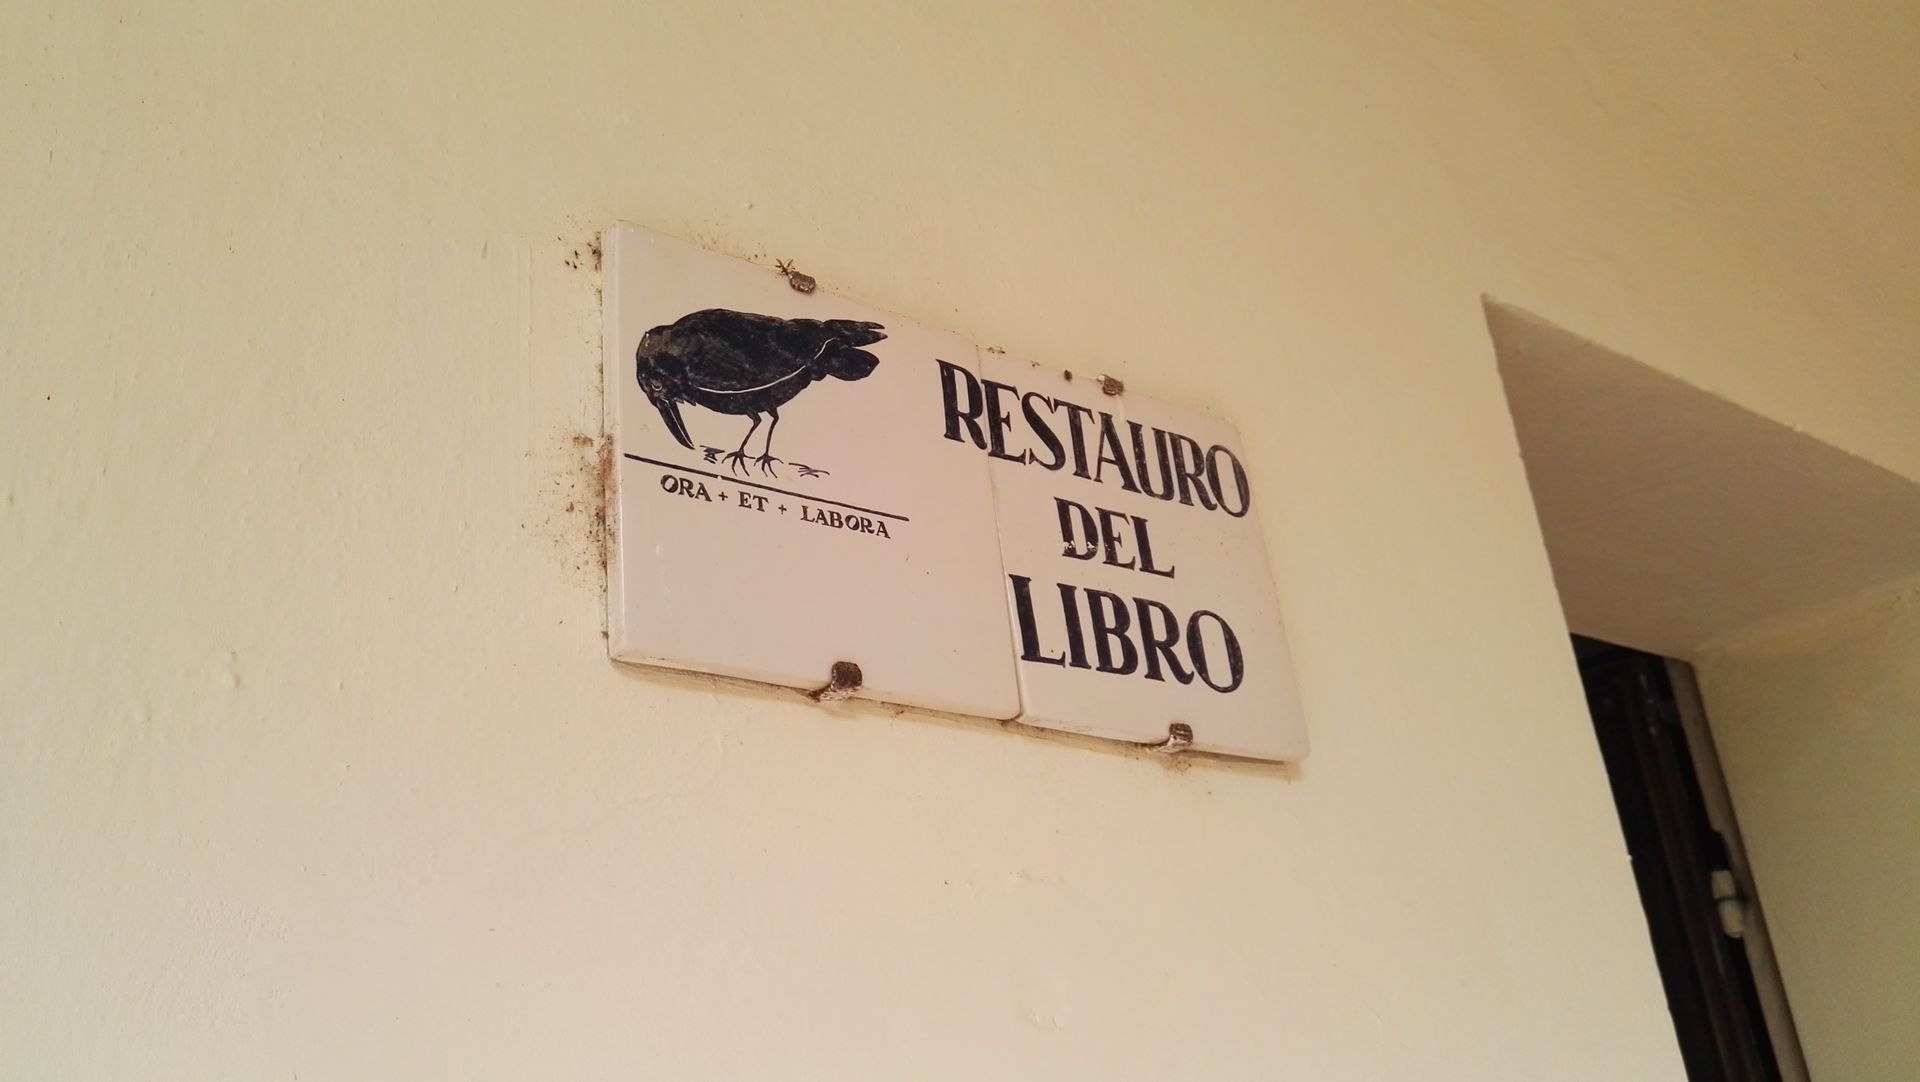 ORA + ET + LABORA
RESTAURO
DEL
LIBRO